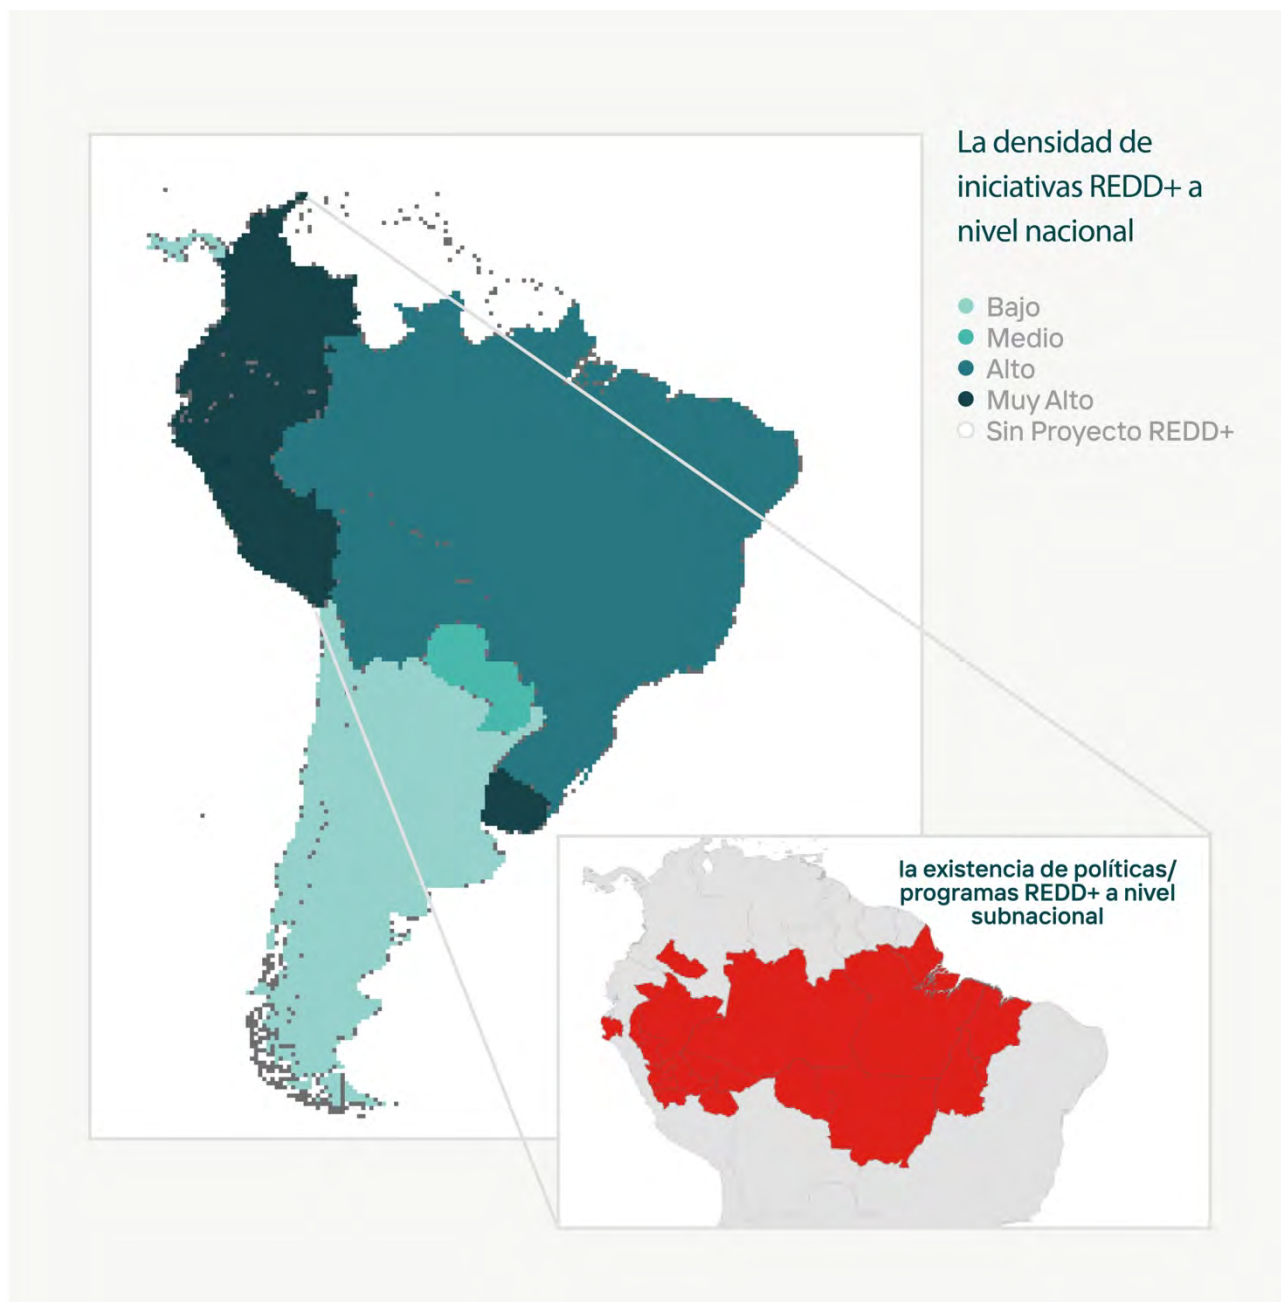 La densidad de
iniciativas REDD+ a
nivel nacional
Bajo
Medio
Alto
Muy Alto
Sin Proyecto REDD+
la existencia de políticas/
programas REDD+ a nivel
subnacional